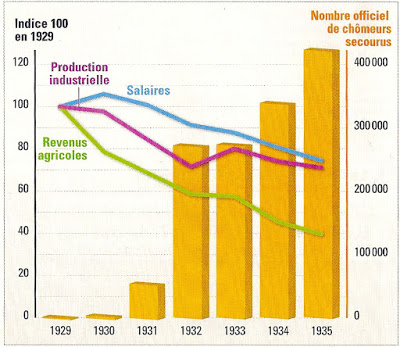 Indice 100
en 1929
Nombre officiel
de chômeurs
secourus
120
100
80
60
40
20
0
Production
industrielle
Salaires
Revenus
agricoles
400 000
300 000
200 000
100 000
0
1929 1930 1931 1932 1933 1934 1935